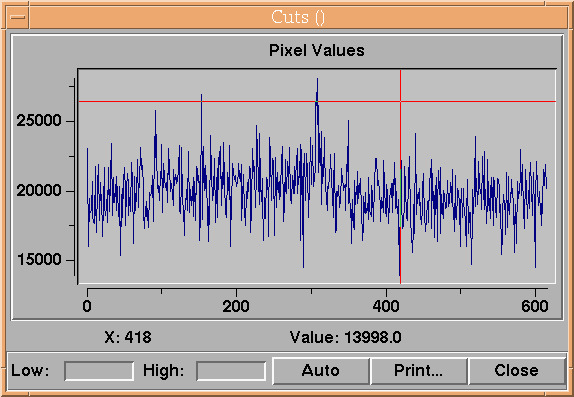 Cuts ()
Pixel Values
25000
20000
15000
0 200 400 600
X: 418 Value: 13998.0
Low: High: Auto Print... Close